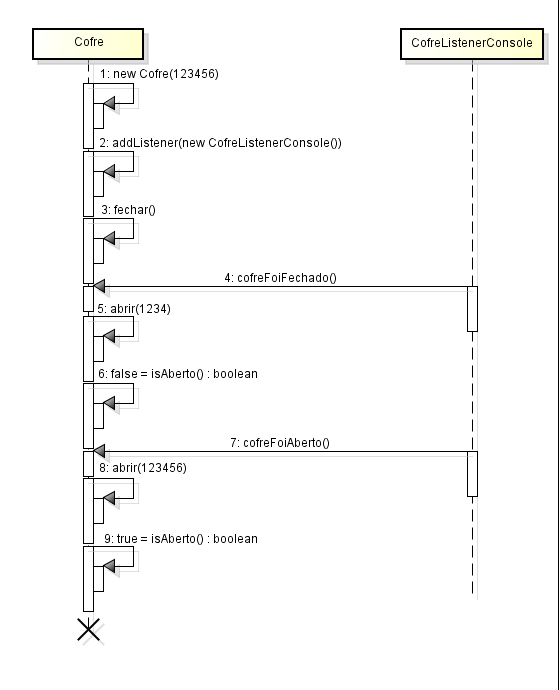 Cofre
CofreListenerConsole
1: new Cofre(123456)
2: addListener(new CofreListenerConsole())
3: fechar()
4: cofreFoiFechado()
5: abrir(1234)
6: false = isAberto() : boolean
7: cofreFoiAberto()
8: abrir(123456)
9: true = isAberto() : boolean